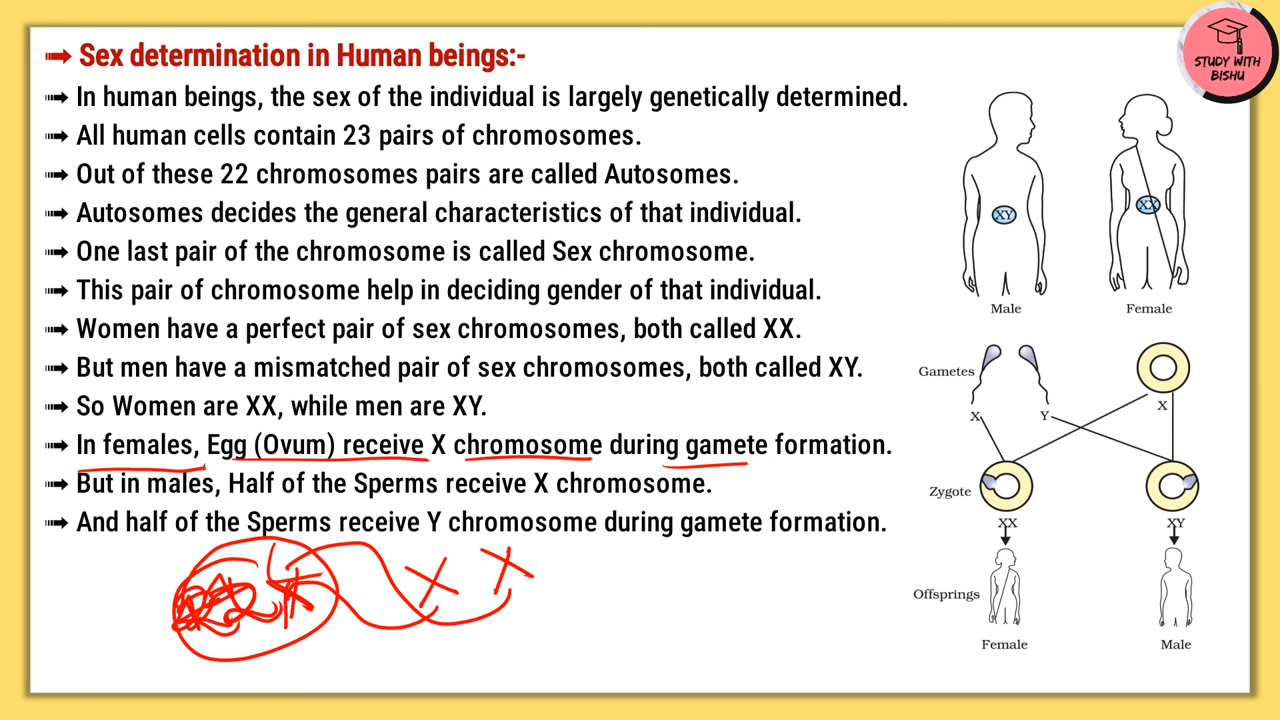 ➟ Sex determination in Human beings:-
➟ In human beings, the sex of the individual is largely genetically determined.
➟ All human cells contain 23 pairs of chromosomes.
➟ Out of these 22 chromosomes pairs are called Autosomes.
➟ Autosomes decides the general characteristics of that individual.
➟ One last pair of the chromosome is called Sex chromosome.
➟ This pair of chromosome help in deciding gender of that individual.
➟ Women have a perfect pair of sex chromosomes, both called XX.
➟ But men have a mismatched pair of sex chromosomes, both called XY.
➟ So Women are XX, while men are XY.
➟ In females, Egg (Ovum) receive X chromosome during gamete formation.
➟ But in males, Half of the Sperms receive X chromosome.
➟ And half of the Sperms receive Y chromosome during gamete formation.
X X
STUDY WITH
BISHU
XY XX
Male Female
Gametes
X Y X
Zygote
XX XY
Offsprings
Female Male